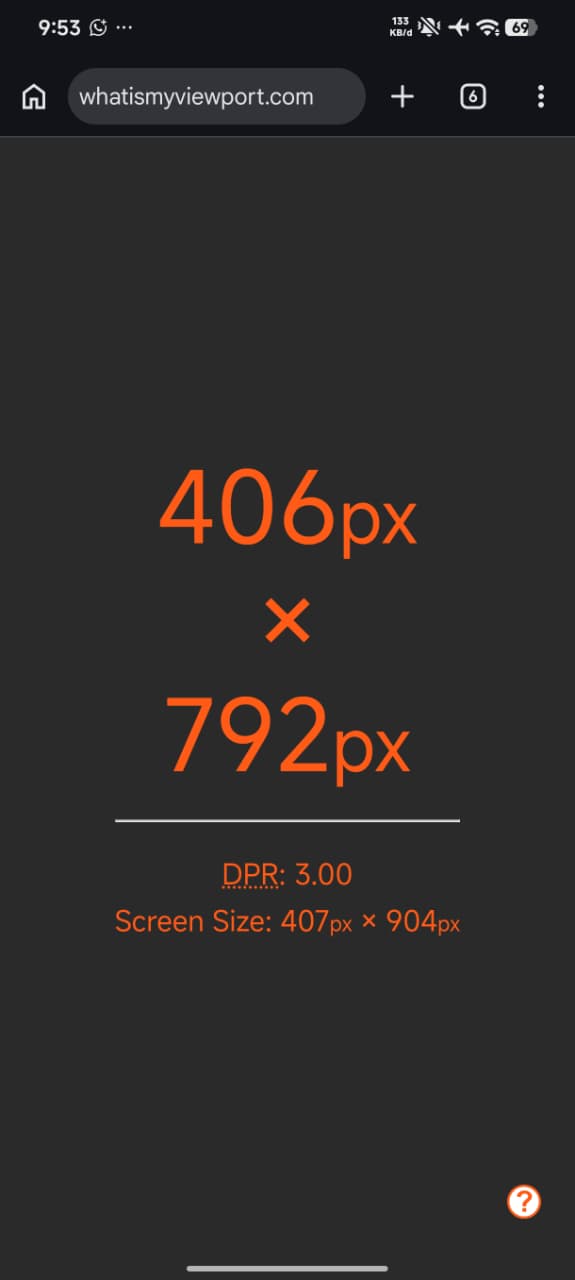 9:53 ··· 133 KB/d 69
whatismyviewport.com 6
406px
×
792px
DPR: 3.00
Screen Size: 407px × 904px
?